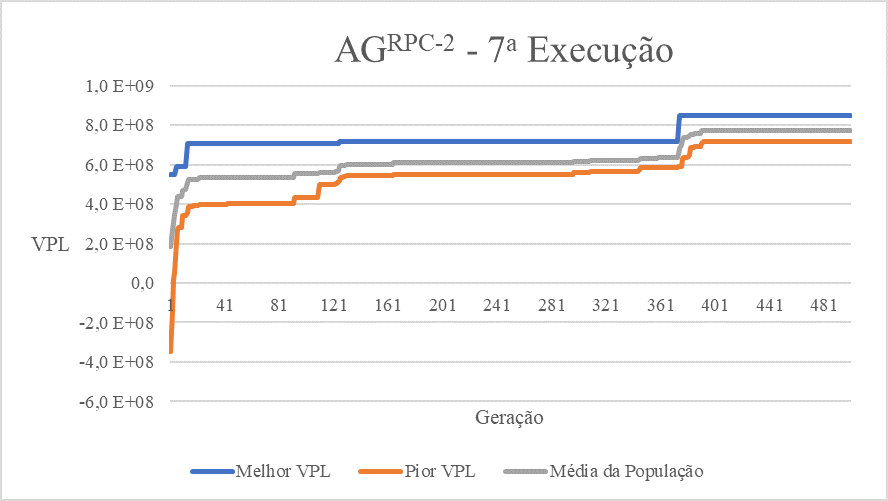 AGRPC-2 - 7ª Execução
1,0 E+09
8,0 E+08
6,0 E+08
4,0 E+08
VPL
2,0 E+08
0,0
1 41 81 121 161 201 241 281 321 361 401 441 481
-2,0 E+08
-4,0 E+08
-6,0 E+08
Geração
Melhor VPL Pior VPL Média da População